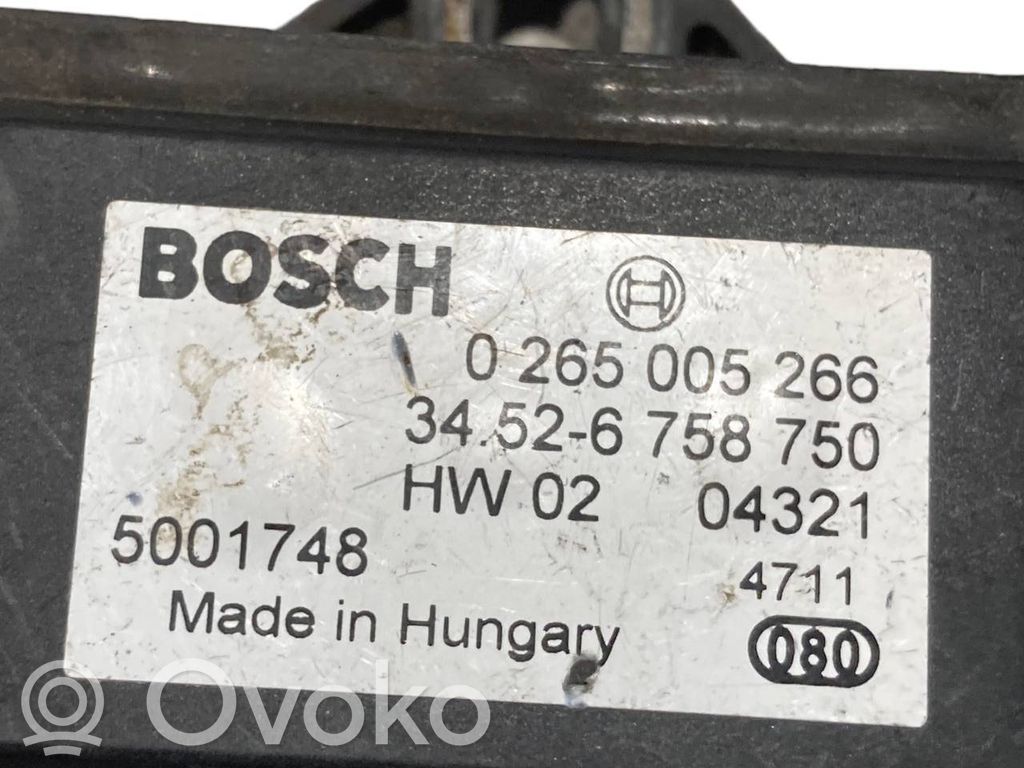 BOSCH
0 265 005 266
34.52-6 758 750
HW 02 04321
5001748
4711
Made in Hungary
080
Ovoko